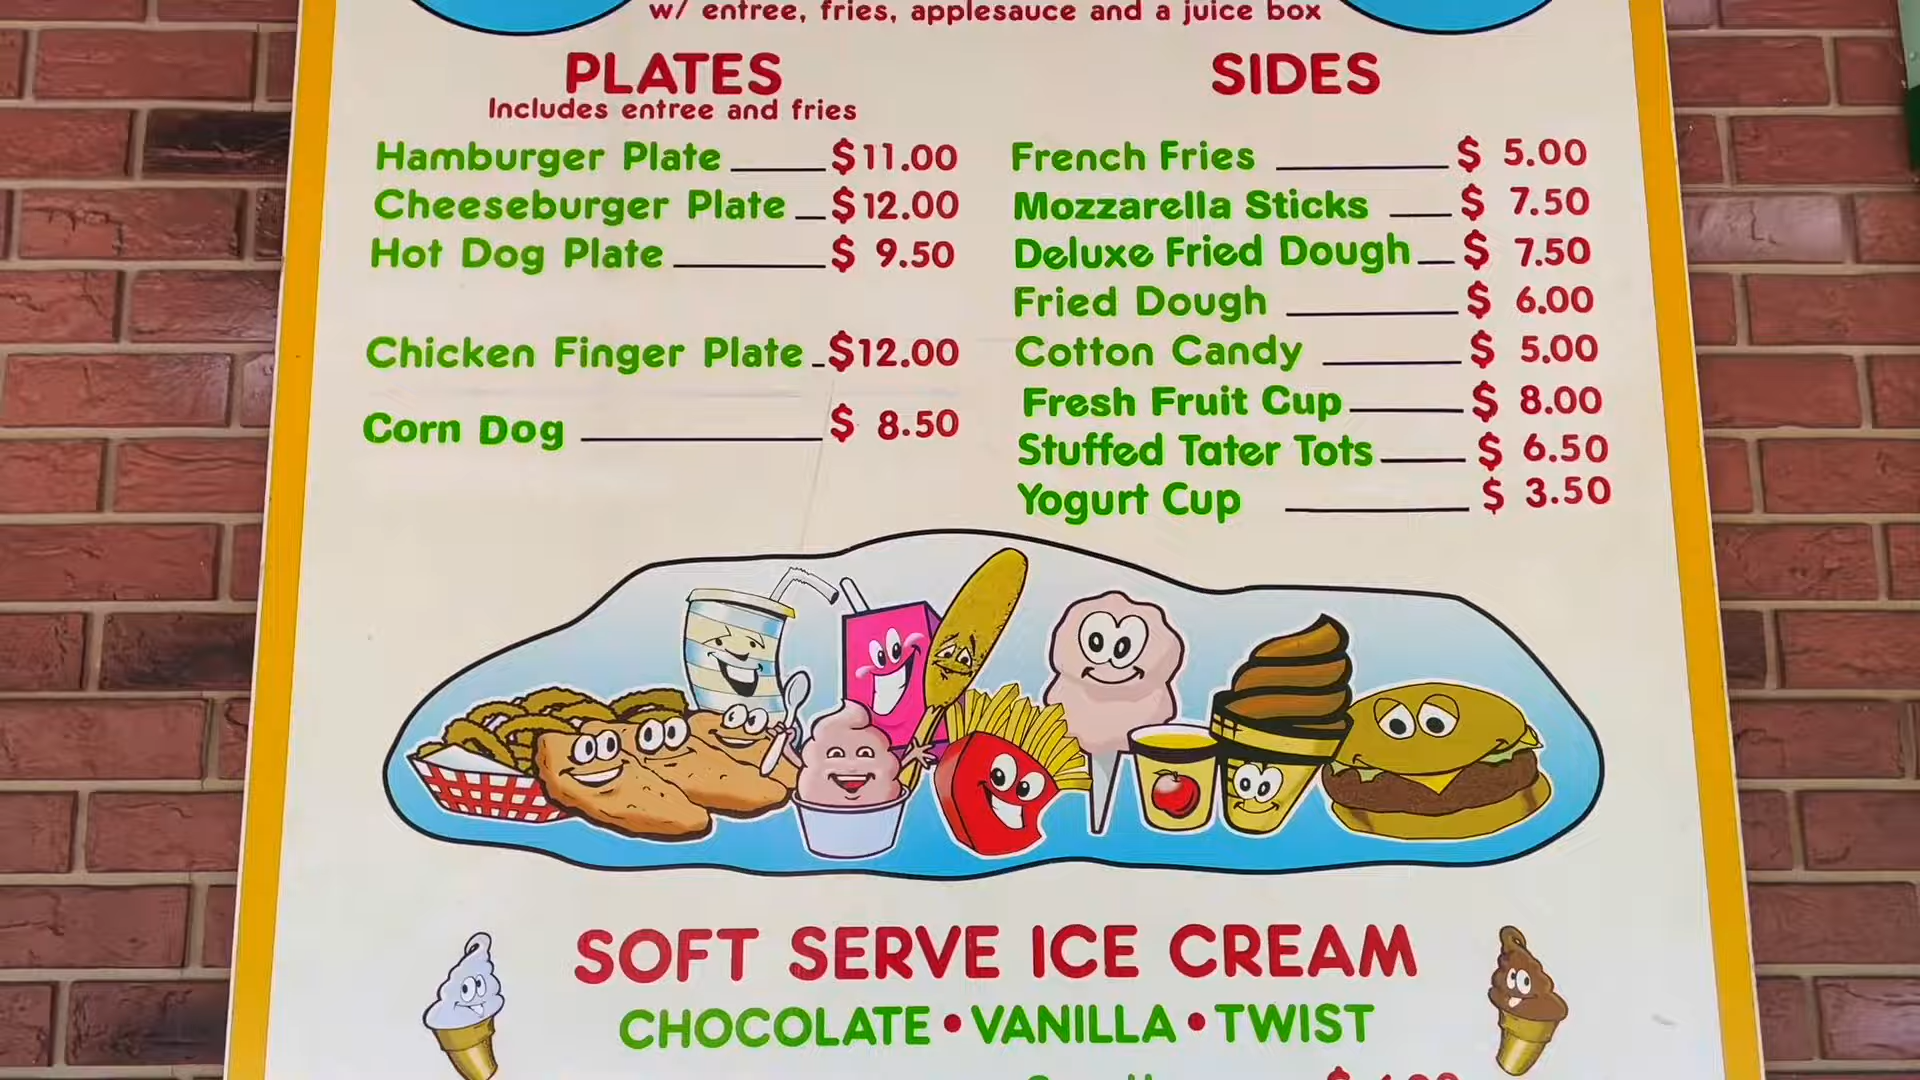 w/ entree, fries, applesauce and a juice box
PLATES
Includes entree and fries
Hamburger Plate $11.00
Cheeseburger Plate $12.00
Hot Dog Plate $ 9.50
Chicken Finger Plate $12.00
Corn Dog $ 8.50
SIDES
French Fries $ 5.00
Mozzarella Sticks $ 7.50
Deluxe Fried Dough $ 7.50
Fried Dough $ 6.00
Cotton Candy $ 5.00
Fresh Fruit Cup $ 8.00
Stuffed Tater Tots $ 6.50
Yogurt Cup $ 3.50
SOFT SERVE ICE CREAM
CHOCOLATE • VANILLA • TWIST